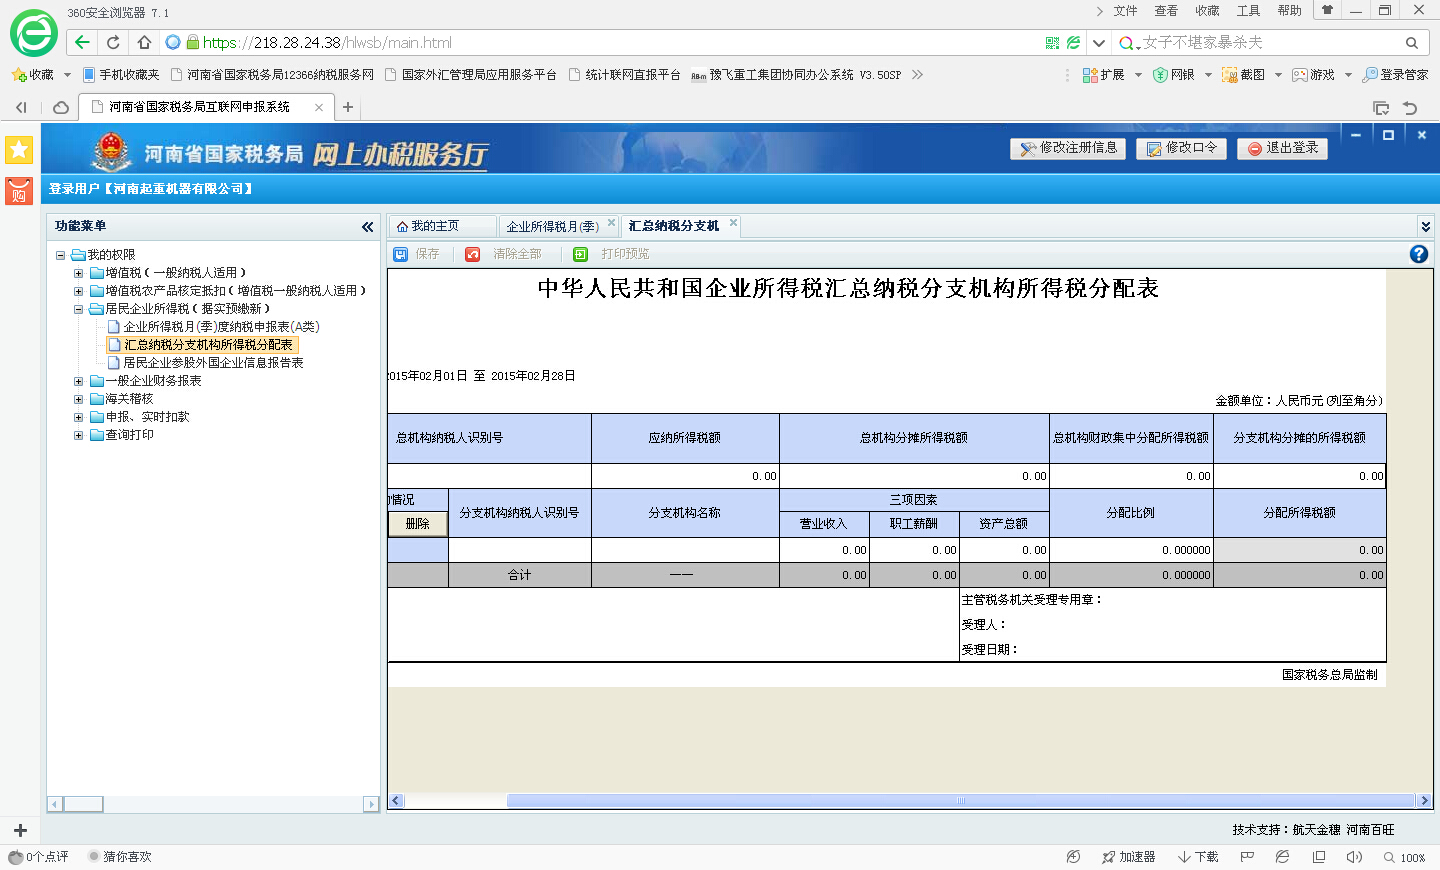 360安全浏览器 7.1
文件 查看 收藏 工具 帮助
https://218.28.24.38/hlwsb/main.html
女子不堪家暴杀夫
收藏 手机收藏夹 河南省国家税务局12366纳税服务网 国家外汇管理局应用服务平台 统计联网直报平台 RBm 豫飞重工集团协同办公系统 V3.50SP
扩展 网银 截图 游戏 登录管家
河南省国家税务局互联网申报系统
购
河南省国家税务局 网上办税服务厅
修改注册信息 修改口令 退出登录
登录用户【河南起重机器有限公司】
功能菜单
我的权限
增值税（一般纳税人适用）
增值税农产品核定抵扣（增值税一般纳税人适用）
居民企业所得税（据实预缴新）
企业所得税月(季)度纳税申报表(A类)
汇总纳税分支机构所得税分配表
居民企业参股外国企业信息报告表
一般企业财务报表
海关稽核
申报、实时扣款
查询打印
我的主页 企业所得税月(季) 汇总纳税分支机
保存 清除全部 打印预览
中华人民共和国企业所得税汇总纳税分支机构所得税分配表
2015年02月01日 至 2015年02月28日
金额单位：人民币元(列至角分)
总机构纳税人识别号 应纳所得税额 总机构分摊所得税额 总机构财政集中分配所得税额 分支机构分摊的所得税额
0.00 0.00 0.00 0.00
情况 分支机构纳税人识别号 分支机构名称 三项因素 分配比例 分配所得税额
删除 营业收入 职工薪酬 资产总额
0.00 0.00 0.00 0.000000 0.00
合计 —— 0.00 0.00 0.00 0.000000 0.00
主管税务机关受理专用章：
受理人：
受理日期：
国家税务总局监制
技术支持：航天金穗 河南百旺
0个点评 猜你喜欢
加速器 下载 100%